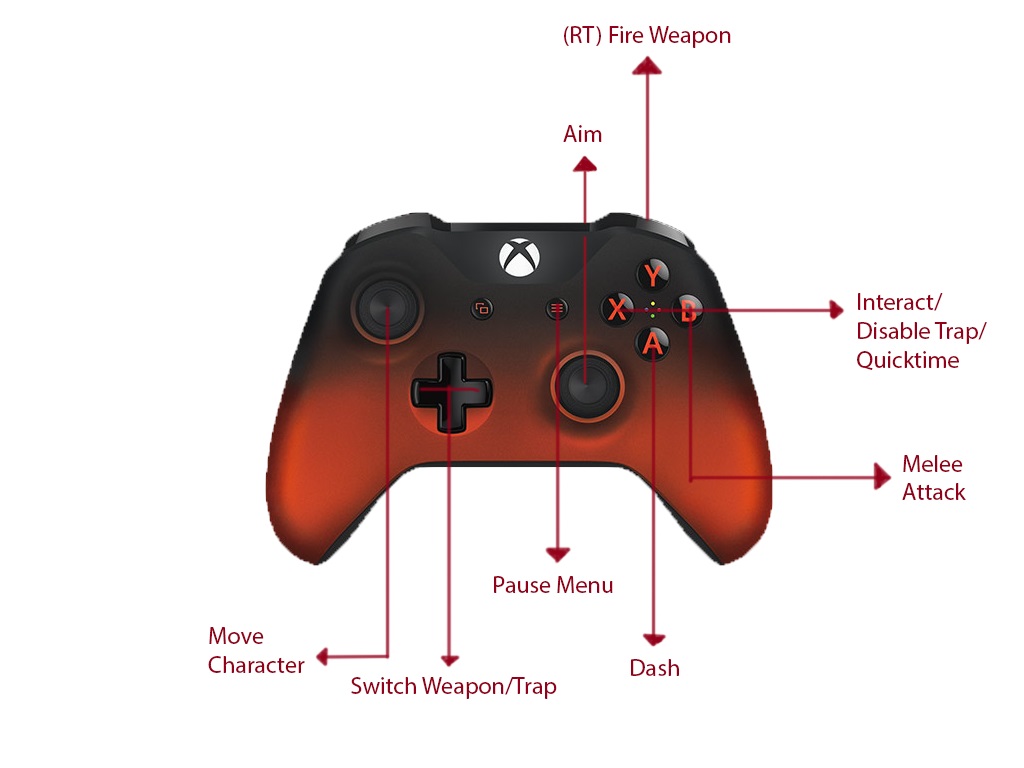 (RT) Fire Weapon
Aim
Y
X
B
A
Interact/
Disable Trap/
Quicktime
Melee
Attack
Pause Menu
Move
Character
Switch Weapon/Trap
Dash